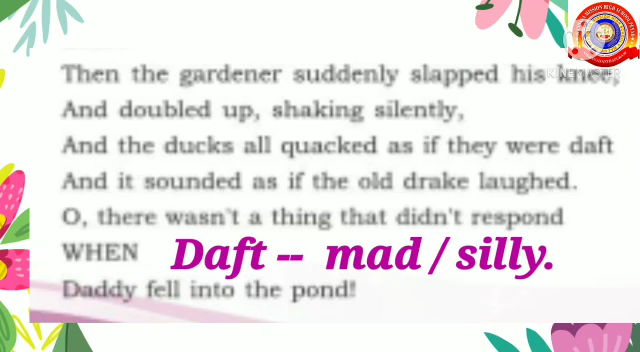 Then the gardener suddenly slapped his knee,
And doubled up, shaking silently,
And the ducks all quacked as if they were daft
And it sounded as if the old drake laughed.
O, there wasn't a thing that didn't respond
WHEN
Daft -- mad / silly.
Daddy fell into the pond!
KINEMASTER